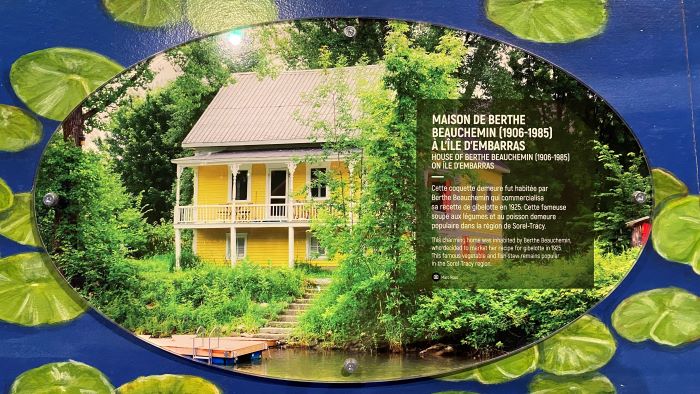 MAISON DE BERTHE
BEAUCHEMIN (1906-1985)
À L'ÎLE D'EMBARRAS
HOUSE OF BERTHE BEAUCHEMIN (1906-1985)
ON ÎLE D'EMBARRAS
Cette coquette demeure fut habitée par
Berthe Beauchemin qui commercialisa
sa recette de gibelotte en 1925. Cette fameuse
soupe aux légumes et au poisson demeure
populaire dans la région de Sorel-Tracy.
This charming home was inhabited by Berthe Beauchemin,
who decided to market her recipe for gibelotte in 1925.
This famous vegetable and fish stew remains popular
in the Sorel-Tracy region.